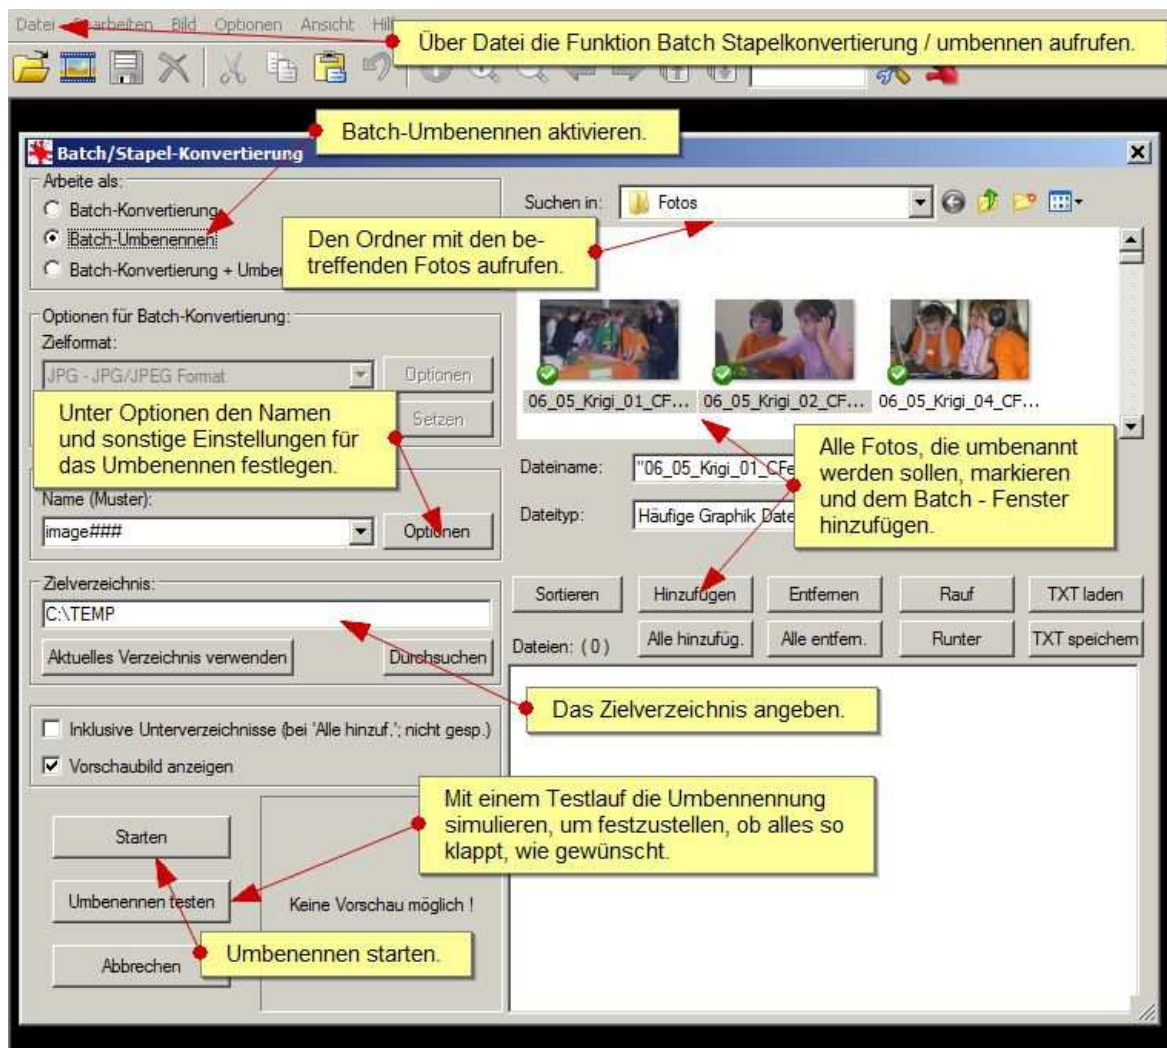 Datei Bearbeiten Bild Optionen Ansicht
Über Datei die Funktion Batch Stapelkonvertierung / umbennen aufrufen.
Batch-Umbenennen aktivieren.
Batch/Stapel-Konvertierung
Arbeite als:
Batch-Konvertierung
Batch-Umbenennen
Batch-Konvertierung +
Suchen in: Fotos
Den Ordner mit den be-
treffenden Fotos aufrufen.
Optionen für Batch-Konvertierung:
Zielformat:
JPG - JPG/JPEG Format Optionen
Setzen
Unter Optionen den Namen
und sonstige Einstellungen für
das Umbenennen festlegen.
06_05_Krigi_01_CF... 06_05_Krigi_02_CF... 06_05_Krigi_04_CF...
Alle Fotos, die umbenannt
werden sollen, markieren
und dem Batch - Fenster
hinzufügen.
Name (Muster):
image### Optionen
Dateiname: "06_05_Krigi_01_CFe
Dateityp: Häufige Graphik
Zielverzeichnis:
C:\TEMP
Aktuelles Verzeichnis verwenden Durchsuchen
Sortieren Hinzufügen Entfernen Rauf TXT laden
Dateien: ( 0 ) Alle hinzufüg. Alle entfern. Runter TXT speichern
Das Zielverzeichnis angeben.
Inklusive Unterverzeichnisse (bei 'Alle hinzuf.'; nicht gesp.)
Vorschaubild anzeigen
Mit einem Testlauf die Umbennennung
simulieren, um festzustellen, ob alles so
klappt, wie gewünscht.
Starten
Umbenennen testen
Keine Vorschau möglich !
Umbenennen starten.
Abbrechen